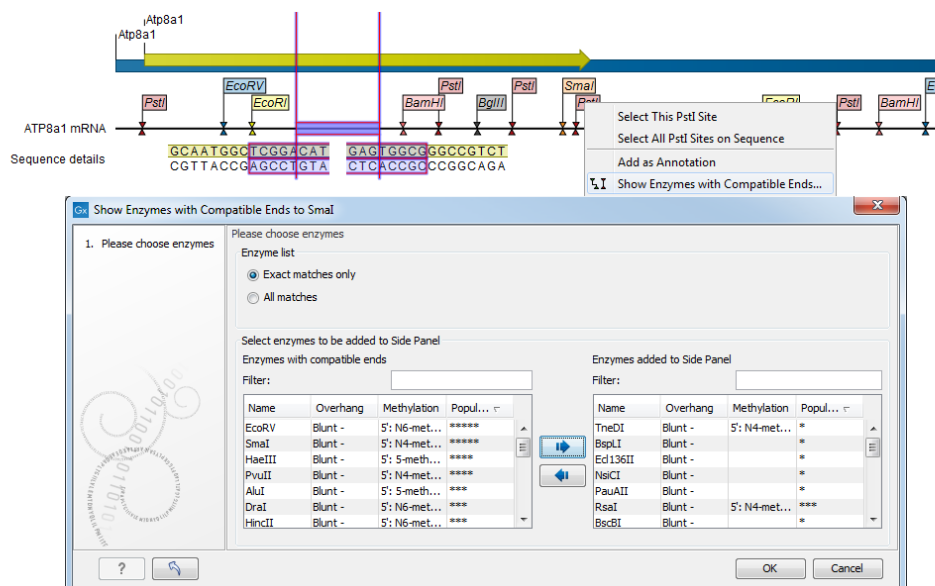 Atp8a1
Atp8a1
EcoRV PstI PstI SmaI
PstI EcoRI BamHI BglII PstI EcoRI PstI BamHI
ATP8a1 mRNA
Sequence details
GCAATGGCTCGGACAT GAGTGGCGGGCCGTCT
CGTTACCGAGCCTGTA CTCACCGCCCGGCAGA
Select This PstI Site
Select All PstI Sites on Sequence
Add as Annotation
Show Enzymes with Compatible Ends...
Gx Show Enzymes with Compatible Ends to SmaI
1. Please choose enzymes
Please choose enzymes
Enzyme list
Exact matches only
All matches
Select enzymes to be added to Side Panel
Enzymes with compatible ends Enzymes added to Side Panel
Filter: Filter:
Name Overhang Methylation Popul... Name Overhang Methylation Popul...
EcoRV Blunt - 5': N6-met... ***** TneDI Blunt - 5': N4-met... *
SmaI Blunt - 5': N4-met... ***** BspLI Blunt - *
HaeIII Blunt - 5': 5-meth... **** Ecl136II Blunt - *
PvuII Blunt - 5': N4-met... **** NsiCI Blunt - *
AluI Blunt - 5': 5-meth... *** PauAII Blunt - *
DraI Blunt - 5': N6-met... *** RsaI Blunt - 5': N4-met... ***
HincII Blunt - 5': N6-met... *** BscBI Blunt - *
? OK Cancel